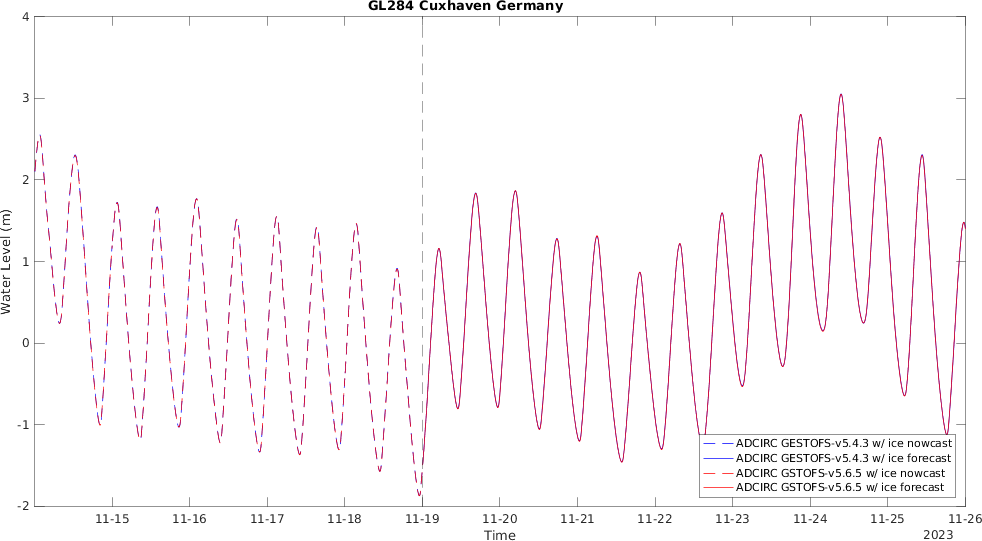 GL284 Cuxhaven Germany
4
3
2
1
0
-1
-2
Water Level (m)
11-15 11-16 11-17 11-18 11-19 11-20 11-21 11-22 11-23 11-24 11-25 11-26
Time
2023
ADCIRC GESTOFS-v5.4.3 w/ ice nowcast
ADCIRC GESTOFS-v5.4.3 w/ ice forecast
ADCIRC GSTOFS-v5.6.5 w/ ice nowcast
ADCIRC GSTOFS-v5.6.5 w/ ice forecast